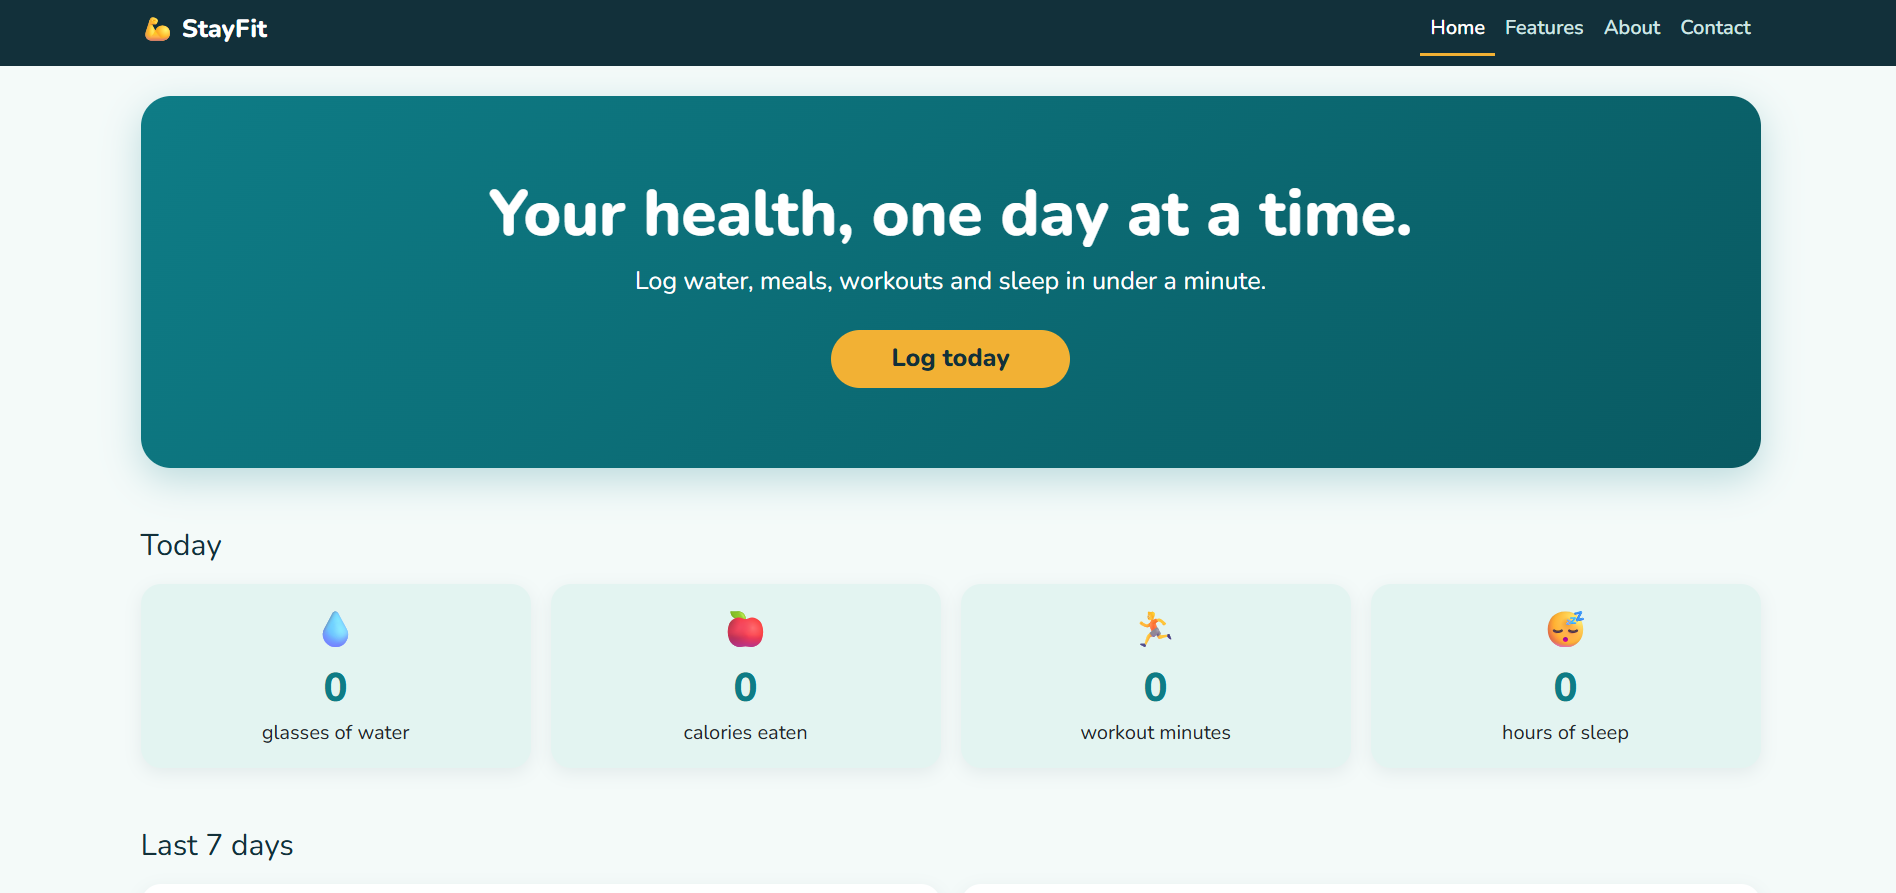 StayFit
Home Features About Contact
Your health, one day at a time.
Log water, meals, workouts and sleep in under a minute.
Log today
Today
0
glasses of water
0
calories eaten
0
workout minutes
0
hours of sleep
Last 7 days